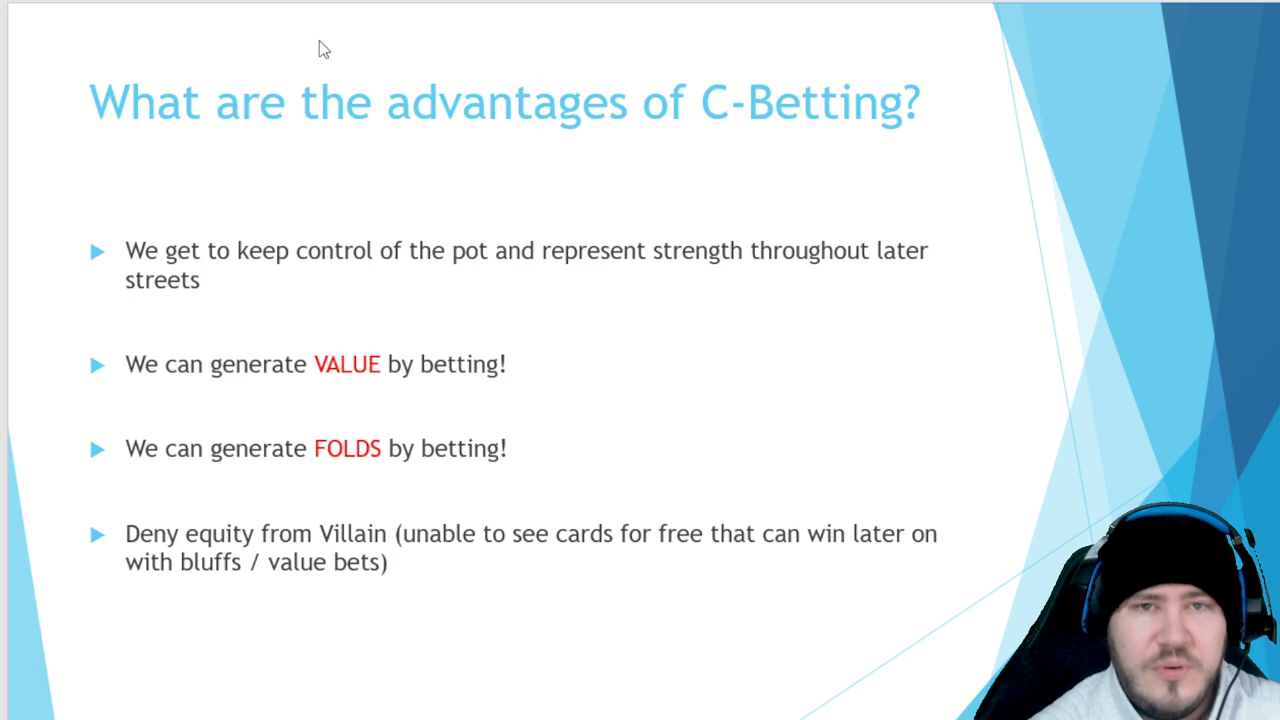 What are the advantages of C-Betting?
We get to keep control of the pot and represent strength throughout later
streets
We can generate VALUE by betting!
We can generate FOLDS by betting!
Deny equity from Villain (unable to see cards for free that can win later on
with bluffs / value bets)